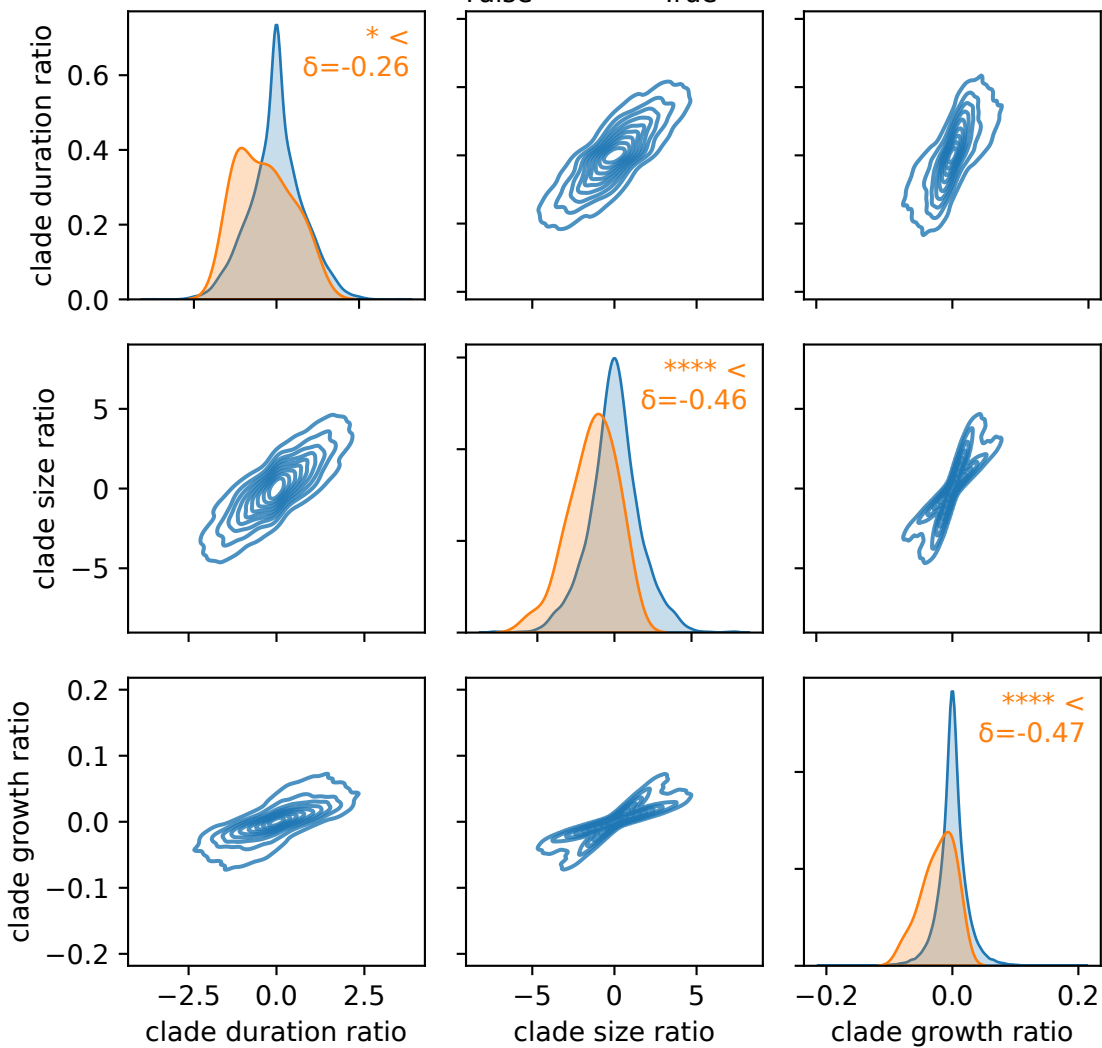 False True
clade duration ratio
0.6
0.4
0.2
0.0
* <
δ=-0.26
clade size ratio
5
0
−5
**** <
δ=-0.46
clade growth ratio
0.2
0.1
0.0
−0.1
−0.2
**** <
δ=-0.47
−2.5 0.0 2.5
−5 0 5
−0.2 0.0 0.2
clade duration ratio
clade size ratio
clade growth ratio